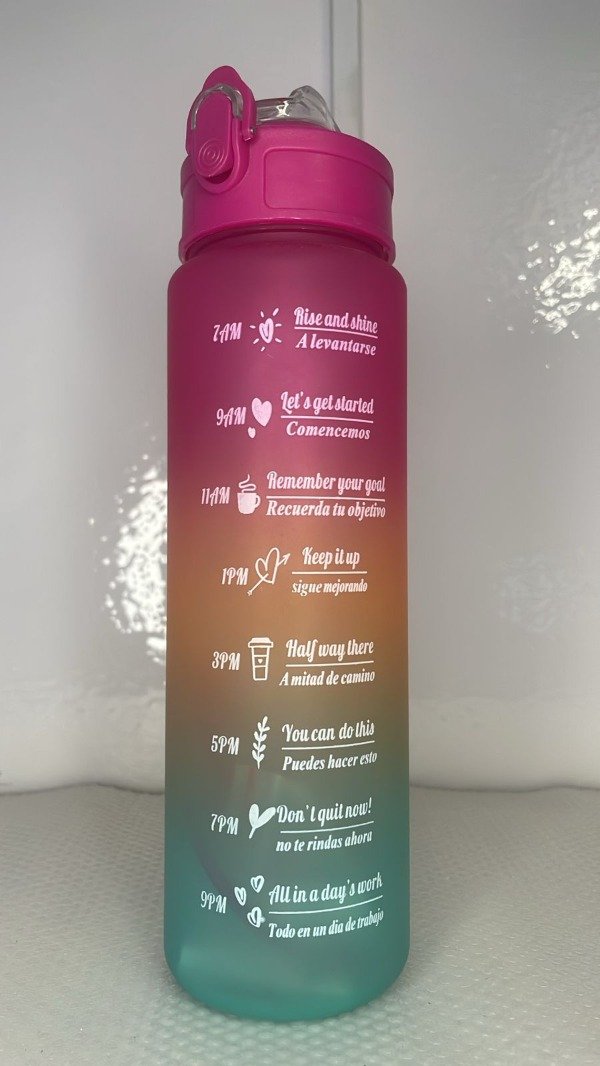 7AM Rise and shine
A levantarse
9AM Let's get started
Comencemos
11AM Remember your goal
Recuerda tu objetivo
1PM Keep it up
sigue mejorando
3PM Half way there
A mitad de camino
5PM You can do this
Puedes hacer esto
7PM Don't quit now!
no te rindas ahora
9PM All in a day's work
Todo en un dia de trabajo